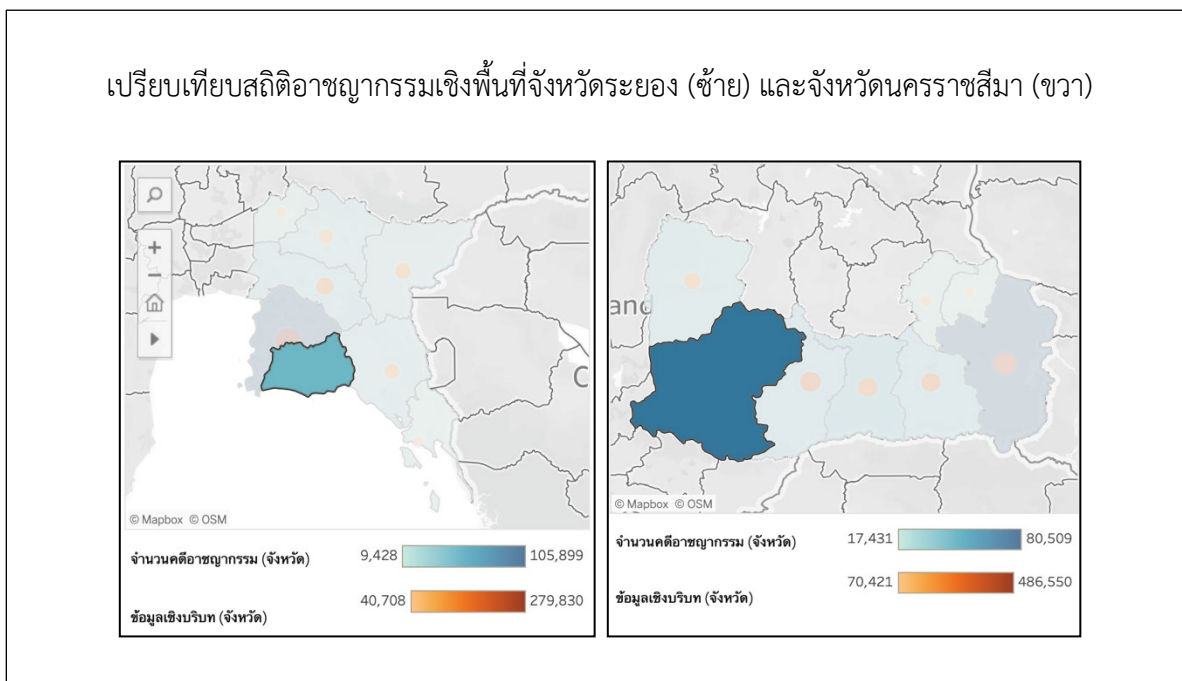 เปรียบเทียบสถิติอาชญากรรมเชิงพื้นที่จังหวัดระยอง (ซ้าย) และจังหวัดนครราชสีมา (ขวา)
+
−
© Mapbox © OSM
C
จำนวนคดีอาชญากรรม (จังหวัด)
9,428
105,899
ข้อมูลเชิงบริบท (จังหวัด)
40,708
279,830
and
© Mapbox © OSM
จำนวนคดีอาชญากรรม (จังหวัด)
17,431
80,509
ข้อมูลเชิงบริบท (จังหวัด)
70,421
486,550